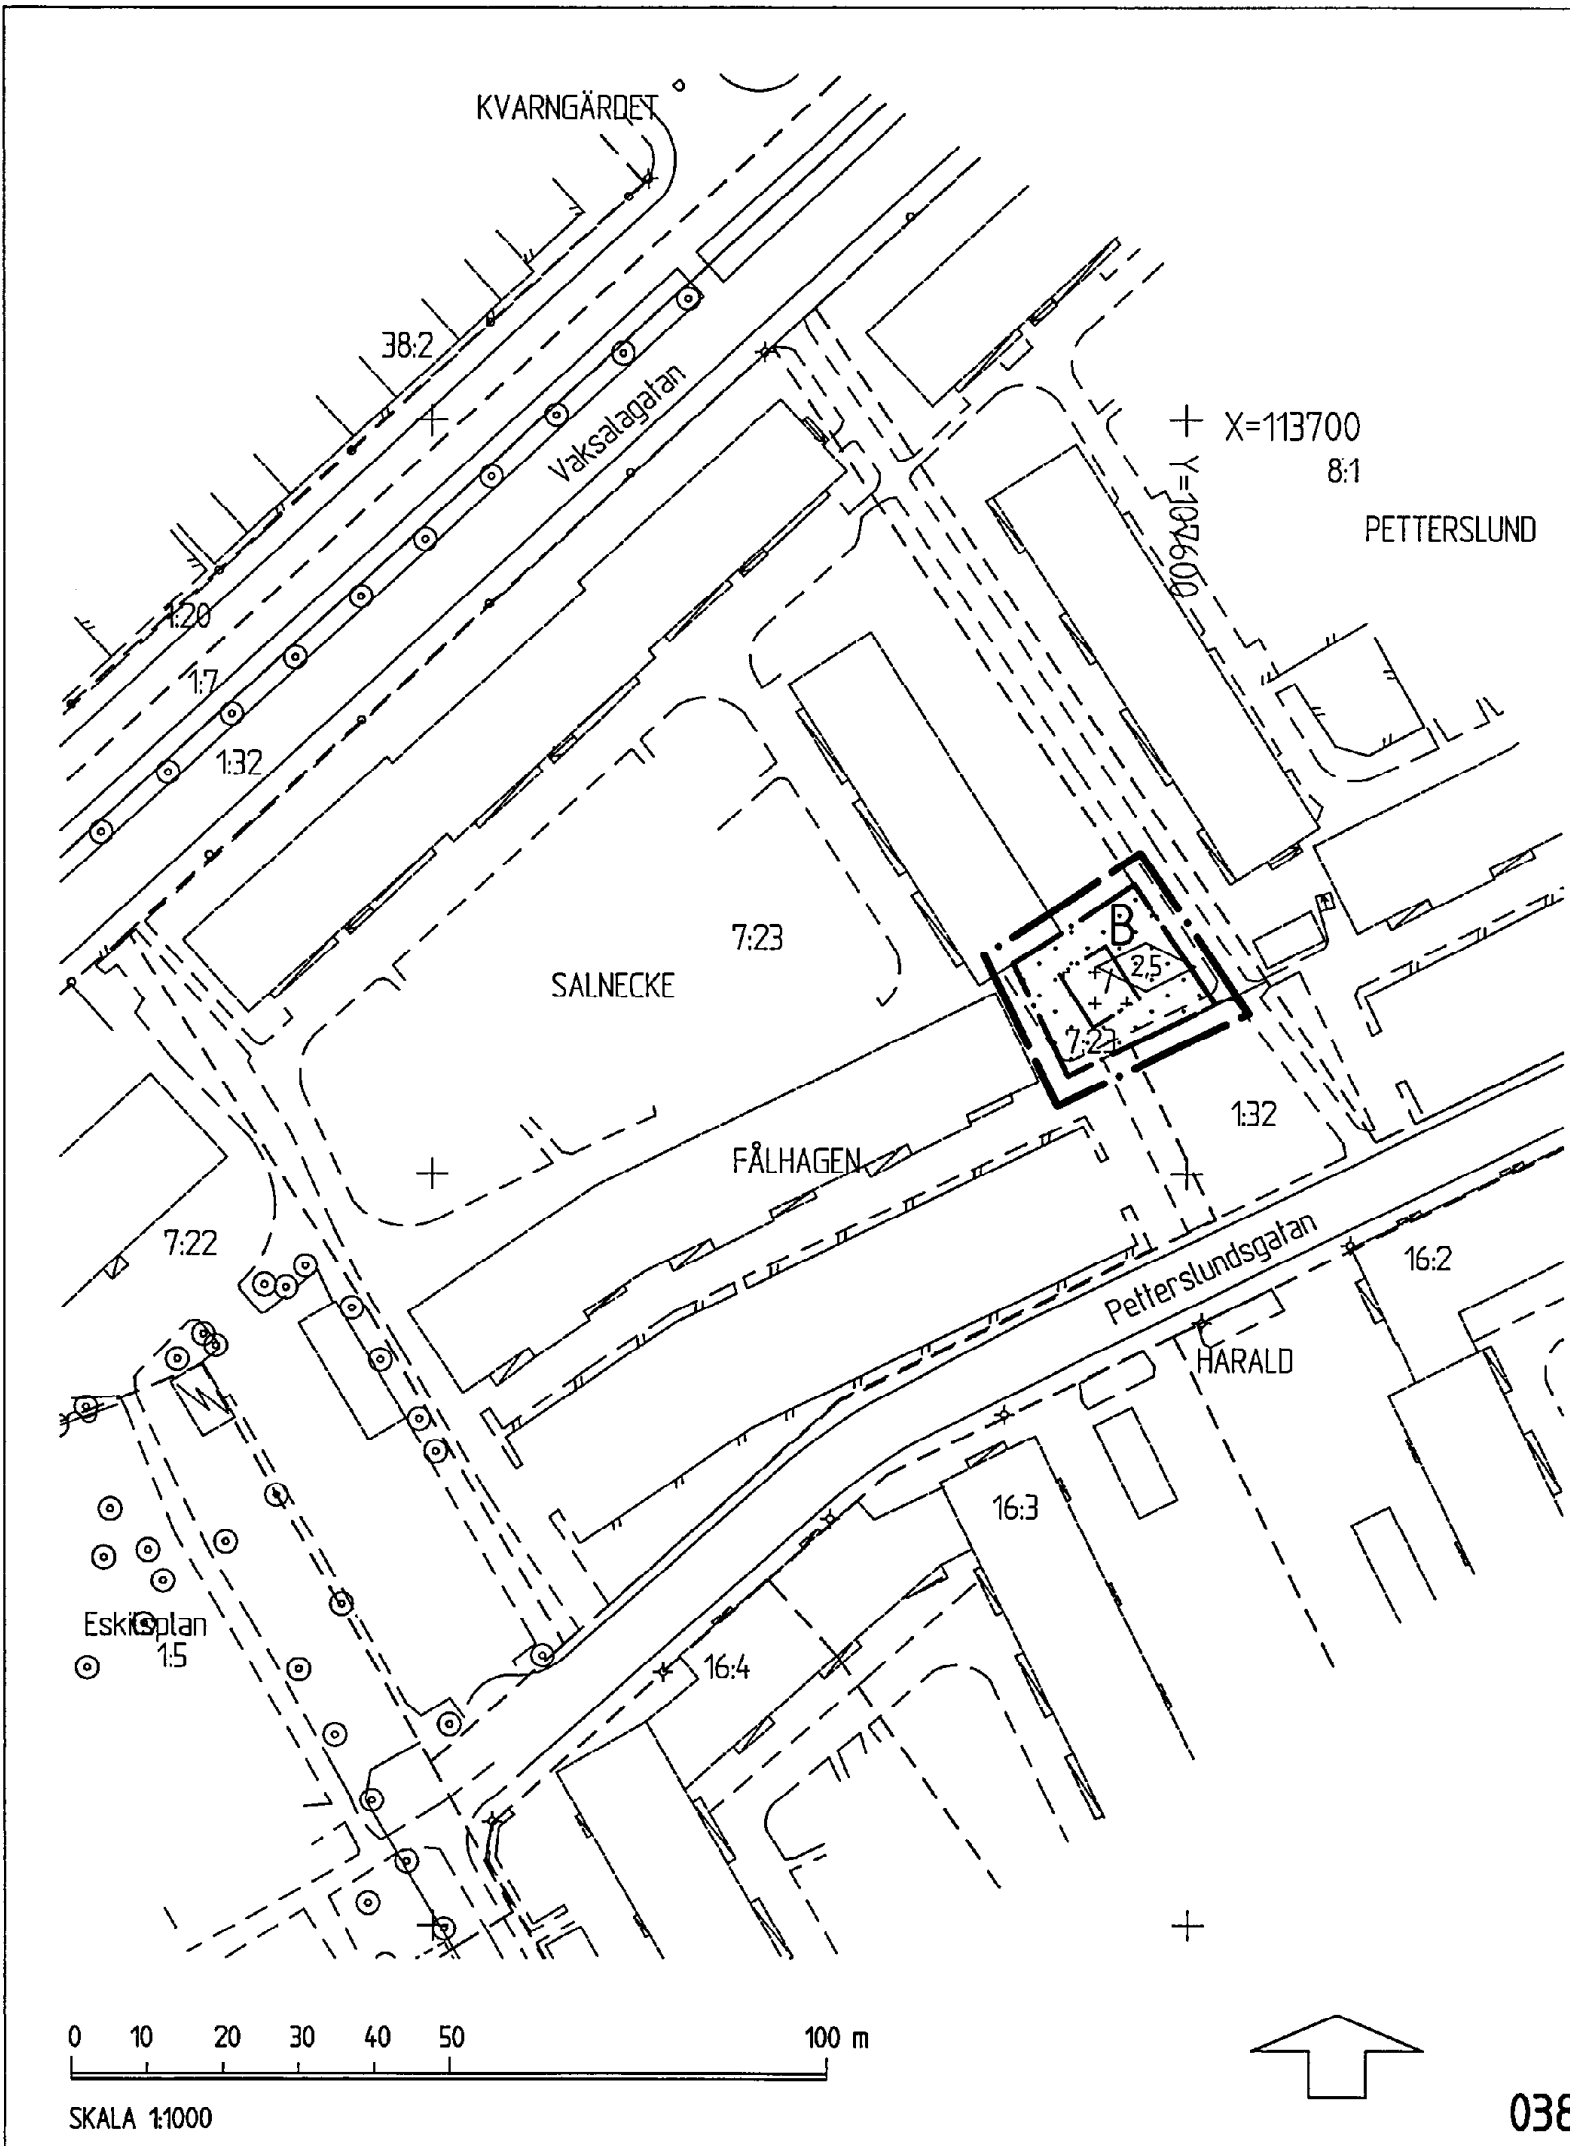 KVARNGÄRDET
38:2
Vaksalagatan
X=113700
Y=107600
8:1
PETTERSLUND
1:20
1:7
1:32
7:23
SALNECKE
B
2,5
7:23
1:32
FÅLHAGEN
7:22
Petterslundsgatan
16:2
HARALD
16:3
Eskilsplan
1:5
16:4
0 10 20 30 40 50 100 m
SKALA 1:1000
038